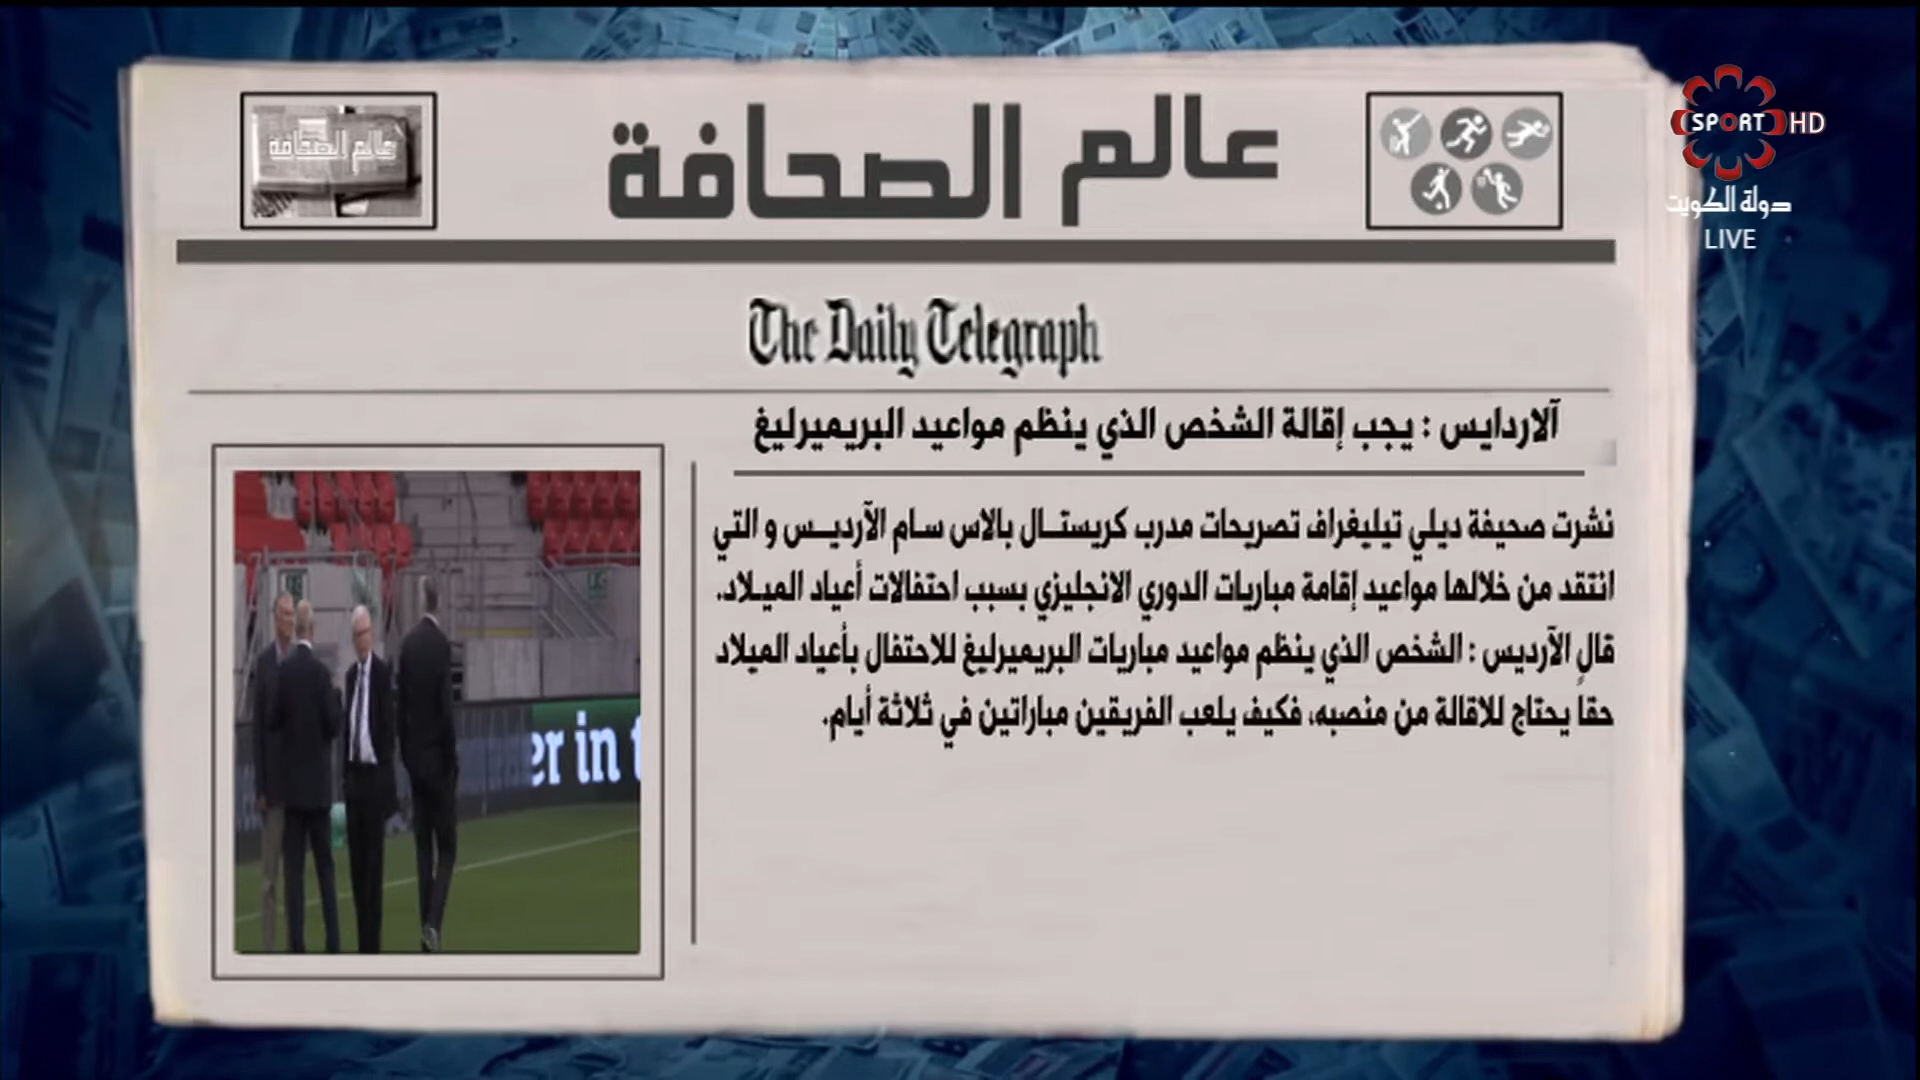 عالم الصحافة
عالم الصحافة
SPORT HD
دولة الكويت
LIVE
The Daily Telegraph
آلاردايس : يجب إقالة الشخص الذي ينظم مواعيد البريميرليغ
نشرت صحيفة ديلي تيليغراف تصريحات مدرب كريستال بالاس سام الآرديس و التي
انتقد من خلالها مواعيد إقامة مباريات الدوري الانجليزي بسبب احتفالات أعياد الميلاد.
قال الآرديس : الشخص الذي ينظم مواعيد مباريات البريميرليغ للاحتفال بأعياد الميلاد
حقاً يحتاج للاقالة من منصبه، فكيف يلعب الفريقين مباراتين في ثلاثة أيام.
er in t